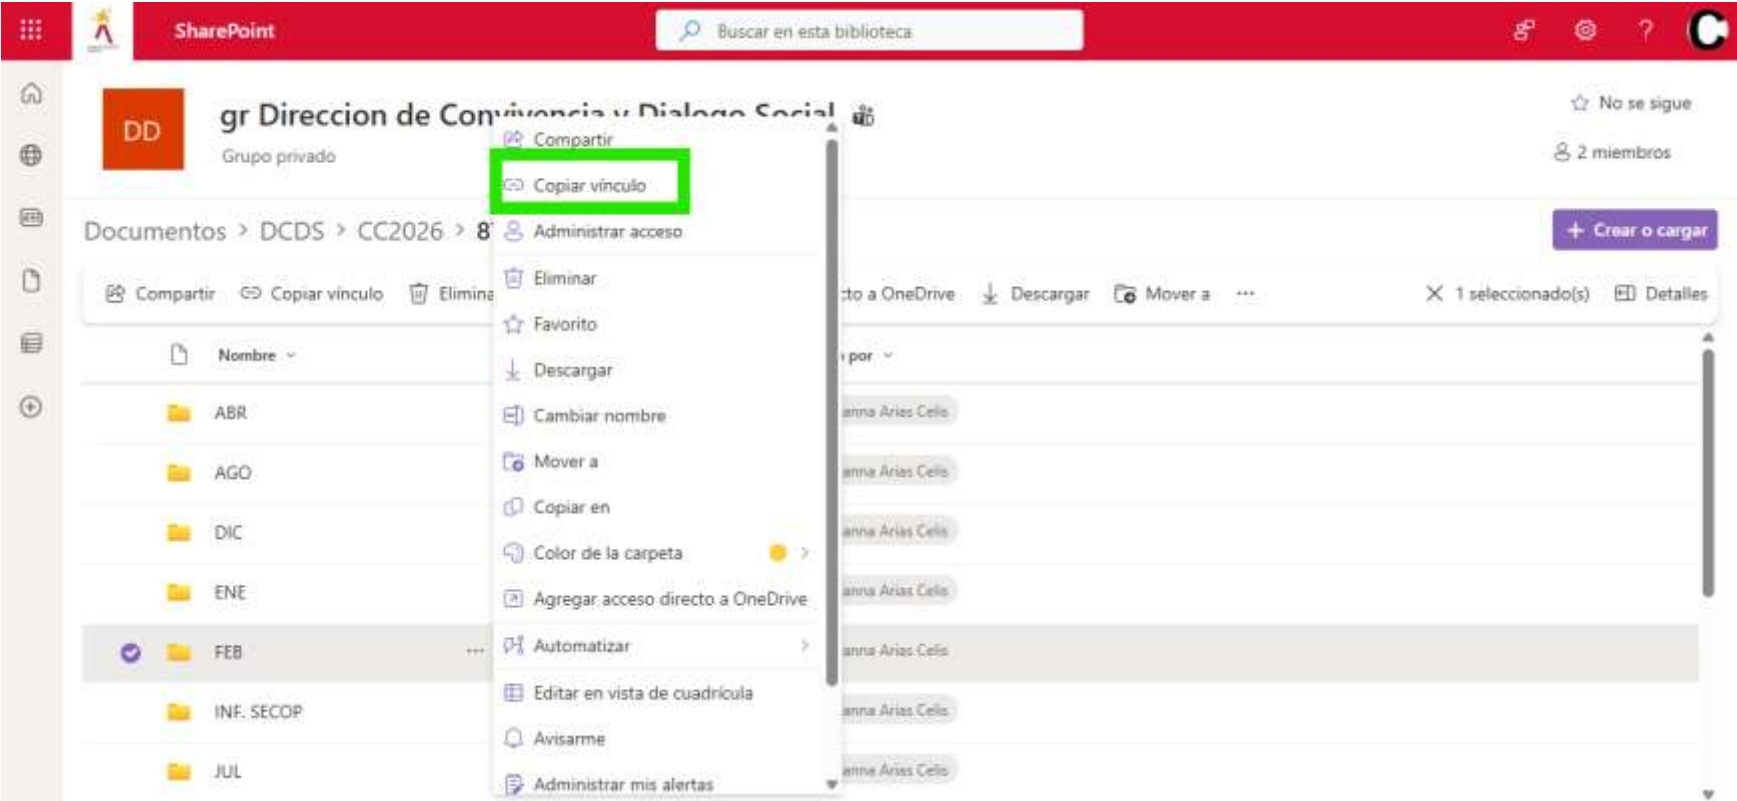 SharePoint
Buscar en esta biblioteca
?
C
DD
gr Direccion de Convivencia y Dialogo Social
Grupo privado
No se sigue
2 miembros
Documentos > DCDS > CC2026 > 8
Crear o cargar
Compartir
Copiar vínculo
Elimina
to a OneDrive
Descargar
Mover a
1 seleccionado(s)
Detalles
Compartir
Copiar vínculo
Administrar acceso
Eliminar
Favorito
Descargar
Cambiar nombre
Mover a
Copiar en
Color de la carpeta
Agregar acceso directo a OneDrive
Automatizar
Editar en vista de cuadrícula
Avisarme
Administrar mis alertas
Nombre
por
ABR
anna Arias Celis
AGO
anna Arias Celis
DIC
anna Arias Celis
ENE
anna Arias Celis
FEB
anna Arias Celis
INF. SECOP
anna Arias Celis
JUL
anna Arias Celis